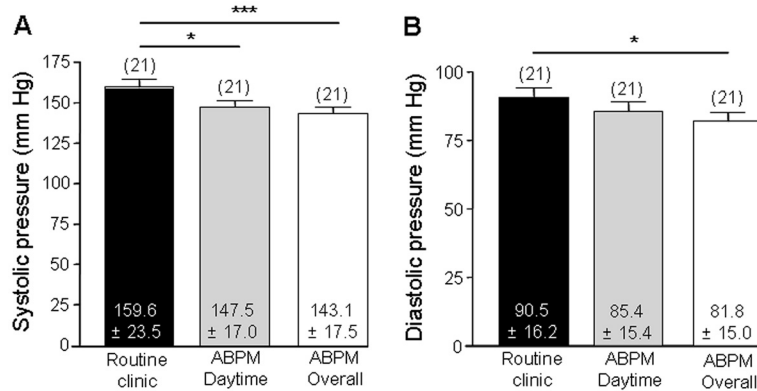 A
***
*
Systolic pressure (mm Hg)
175
150
125
100
75
50
25
0
(21)
(21)
(21)
159.6
± 23.5
147.5
± 17.0
143.1
± 17.5
Routine
clinic
ABPM
Daytime
ABPM
Overall
B
*
Diastolic pressure (mm Hg)
100
75
50
25
0
(21)
(21)
(21)
90.5
± 16.2
85.4
± 15.4
81.8
± 15.0
Routine
clinic
ABPM
Daytime
ABPM
Overall